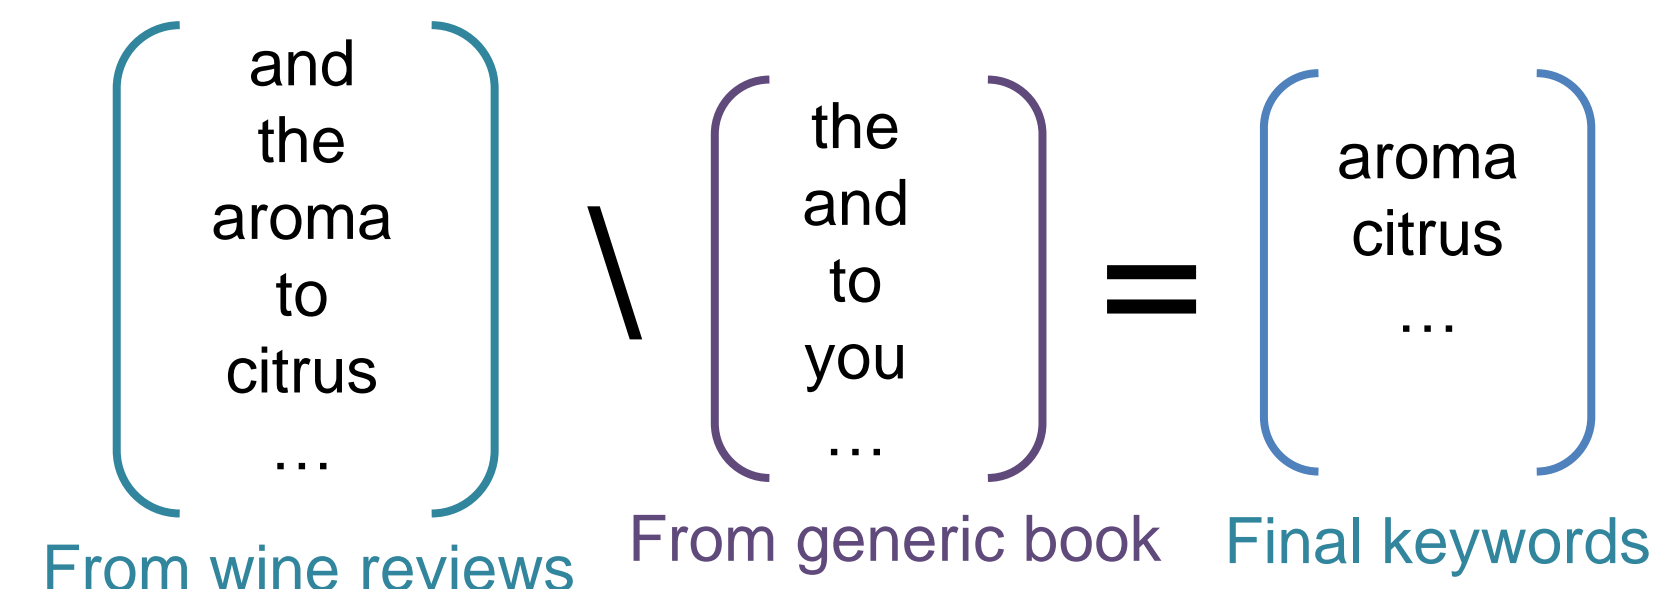 and
the
aroma
to
citrus
…
From wine reviews
\
the
and
to
you
…
From generic book
=
aroma
citrus
…
Final keywords